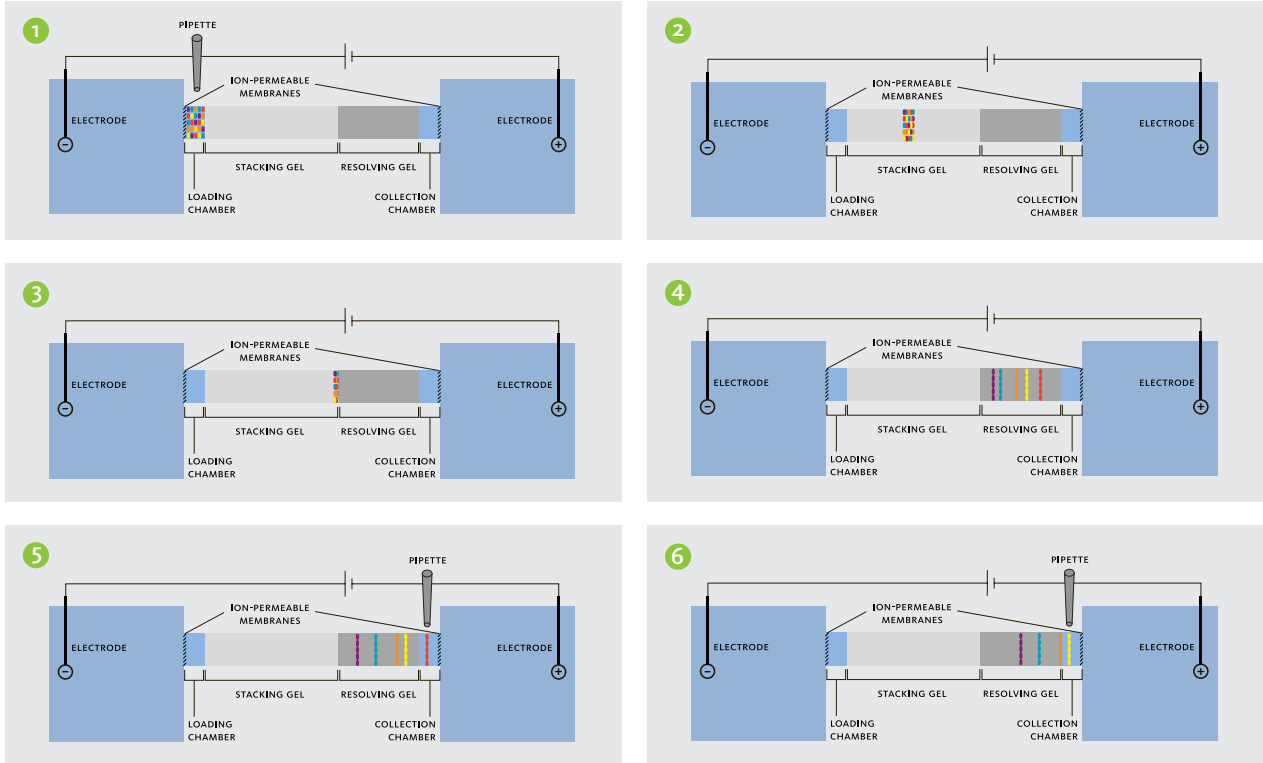 1
PIPETTE
ION-PERMEABLE
MEMBRANES
ELECTRODE
ELECTRODE
−
+
STACKING GEL
RESOLVING GEL
LOADING
CHAMBER
COLLECTION
CHAMBER
2
ION-PERMEABLE
MEMBRANES
ELECTRODE
ELECTRODE
−
+
STACKING GEL
RESOLVING GEL
LOADING
CHAMBER
COLLECTION
CHAMBER
3
ION-PERMEABLE
MEMBRANES
ELECTRODE
ELECTRODE
−
+
STACKING GEL
RESOLVING GEL
LOADING
CHAMBER
COLLECTION
CHAMBER
4
ION-PERMEABLE
MEMBRANES
ELECTRODE
ELECTRODE
−
+
STACKING GEL
RESOLVING GEL
LOADING
CHAMBER
COLLECTION
CHAMBER
5
PIPETTE
ION-PERMEABLE
MEMBRANES
ELECTRODE
ELECTRODE
−
+
STACKING GEL
RESOLVING GEL
LOADING
CHAMBER
COLLECTION
CHAMBER
6
PIPETTE
ION-PERMEABLE
MEMBRANES
ELECTRODE
ELECTRODE
−
+
STACKING GEL
RESOLVING GEL
LOADING
CHAMBER
COLLECTION
CHAMBER